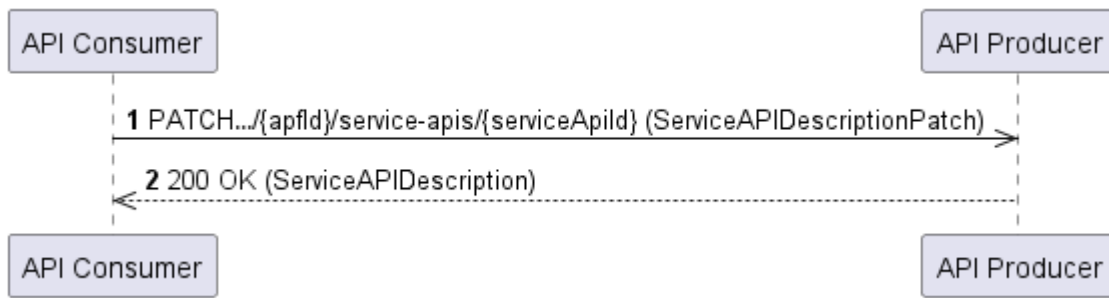 API Consumer
API Producer
1 PATCH.../{apfId}/service-apis/{serviceApiId} (ServiceAPIDescriptionPatch)
2 200 OK (ServiceAPIDescription)
API Consumer
API Producer